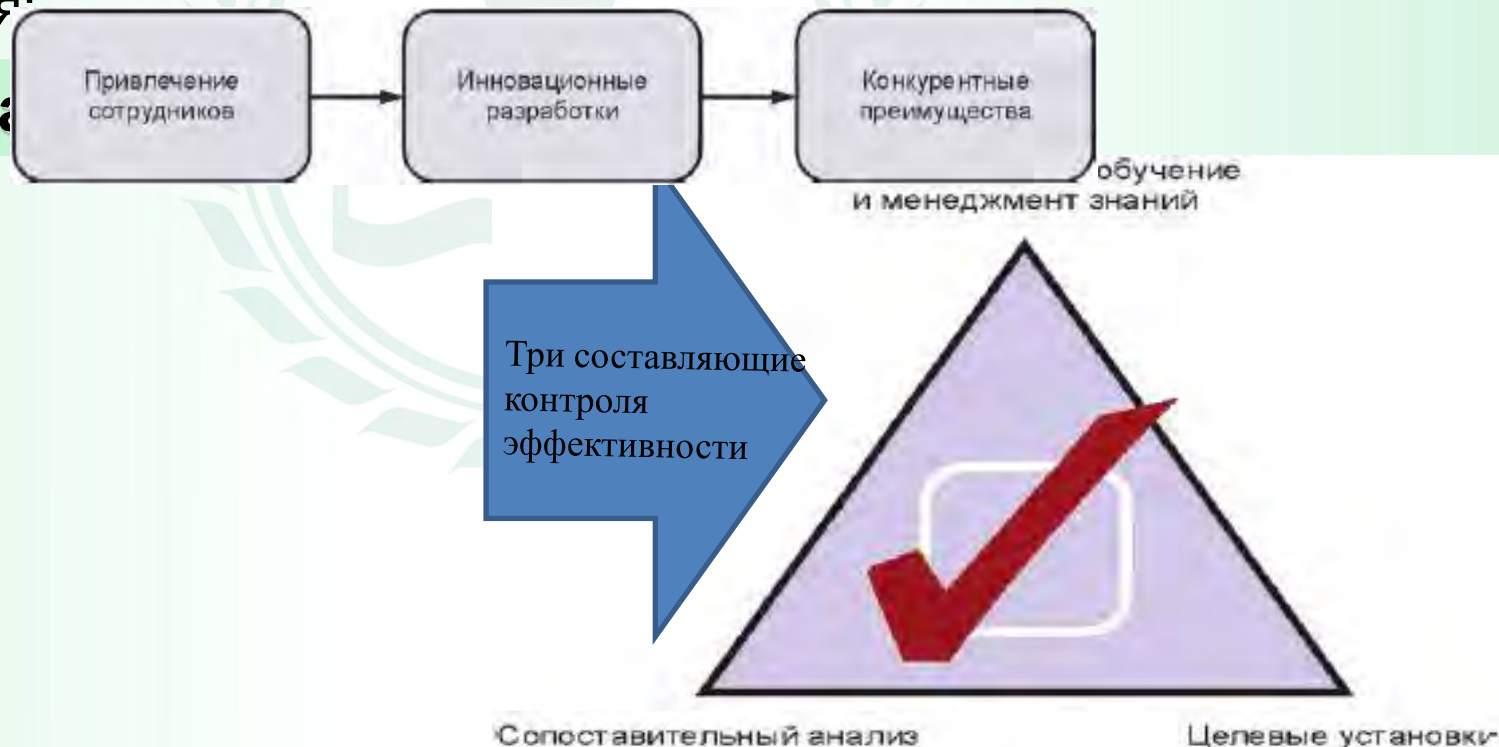 Привлечение
сотрудников
Инновационные
разработки
Конкурентные
преимущества
обучение
и менеджмент знаний
Три составляющие
контроля
эффективности
Сопоставительный анализ
Целевые установки